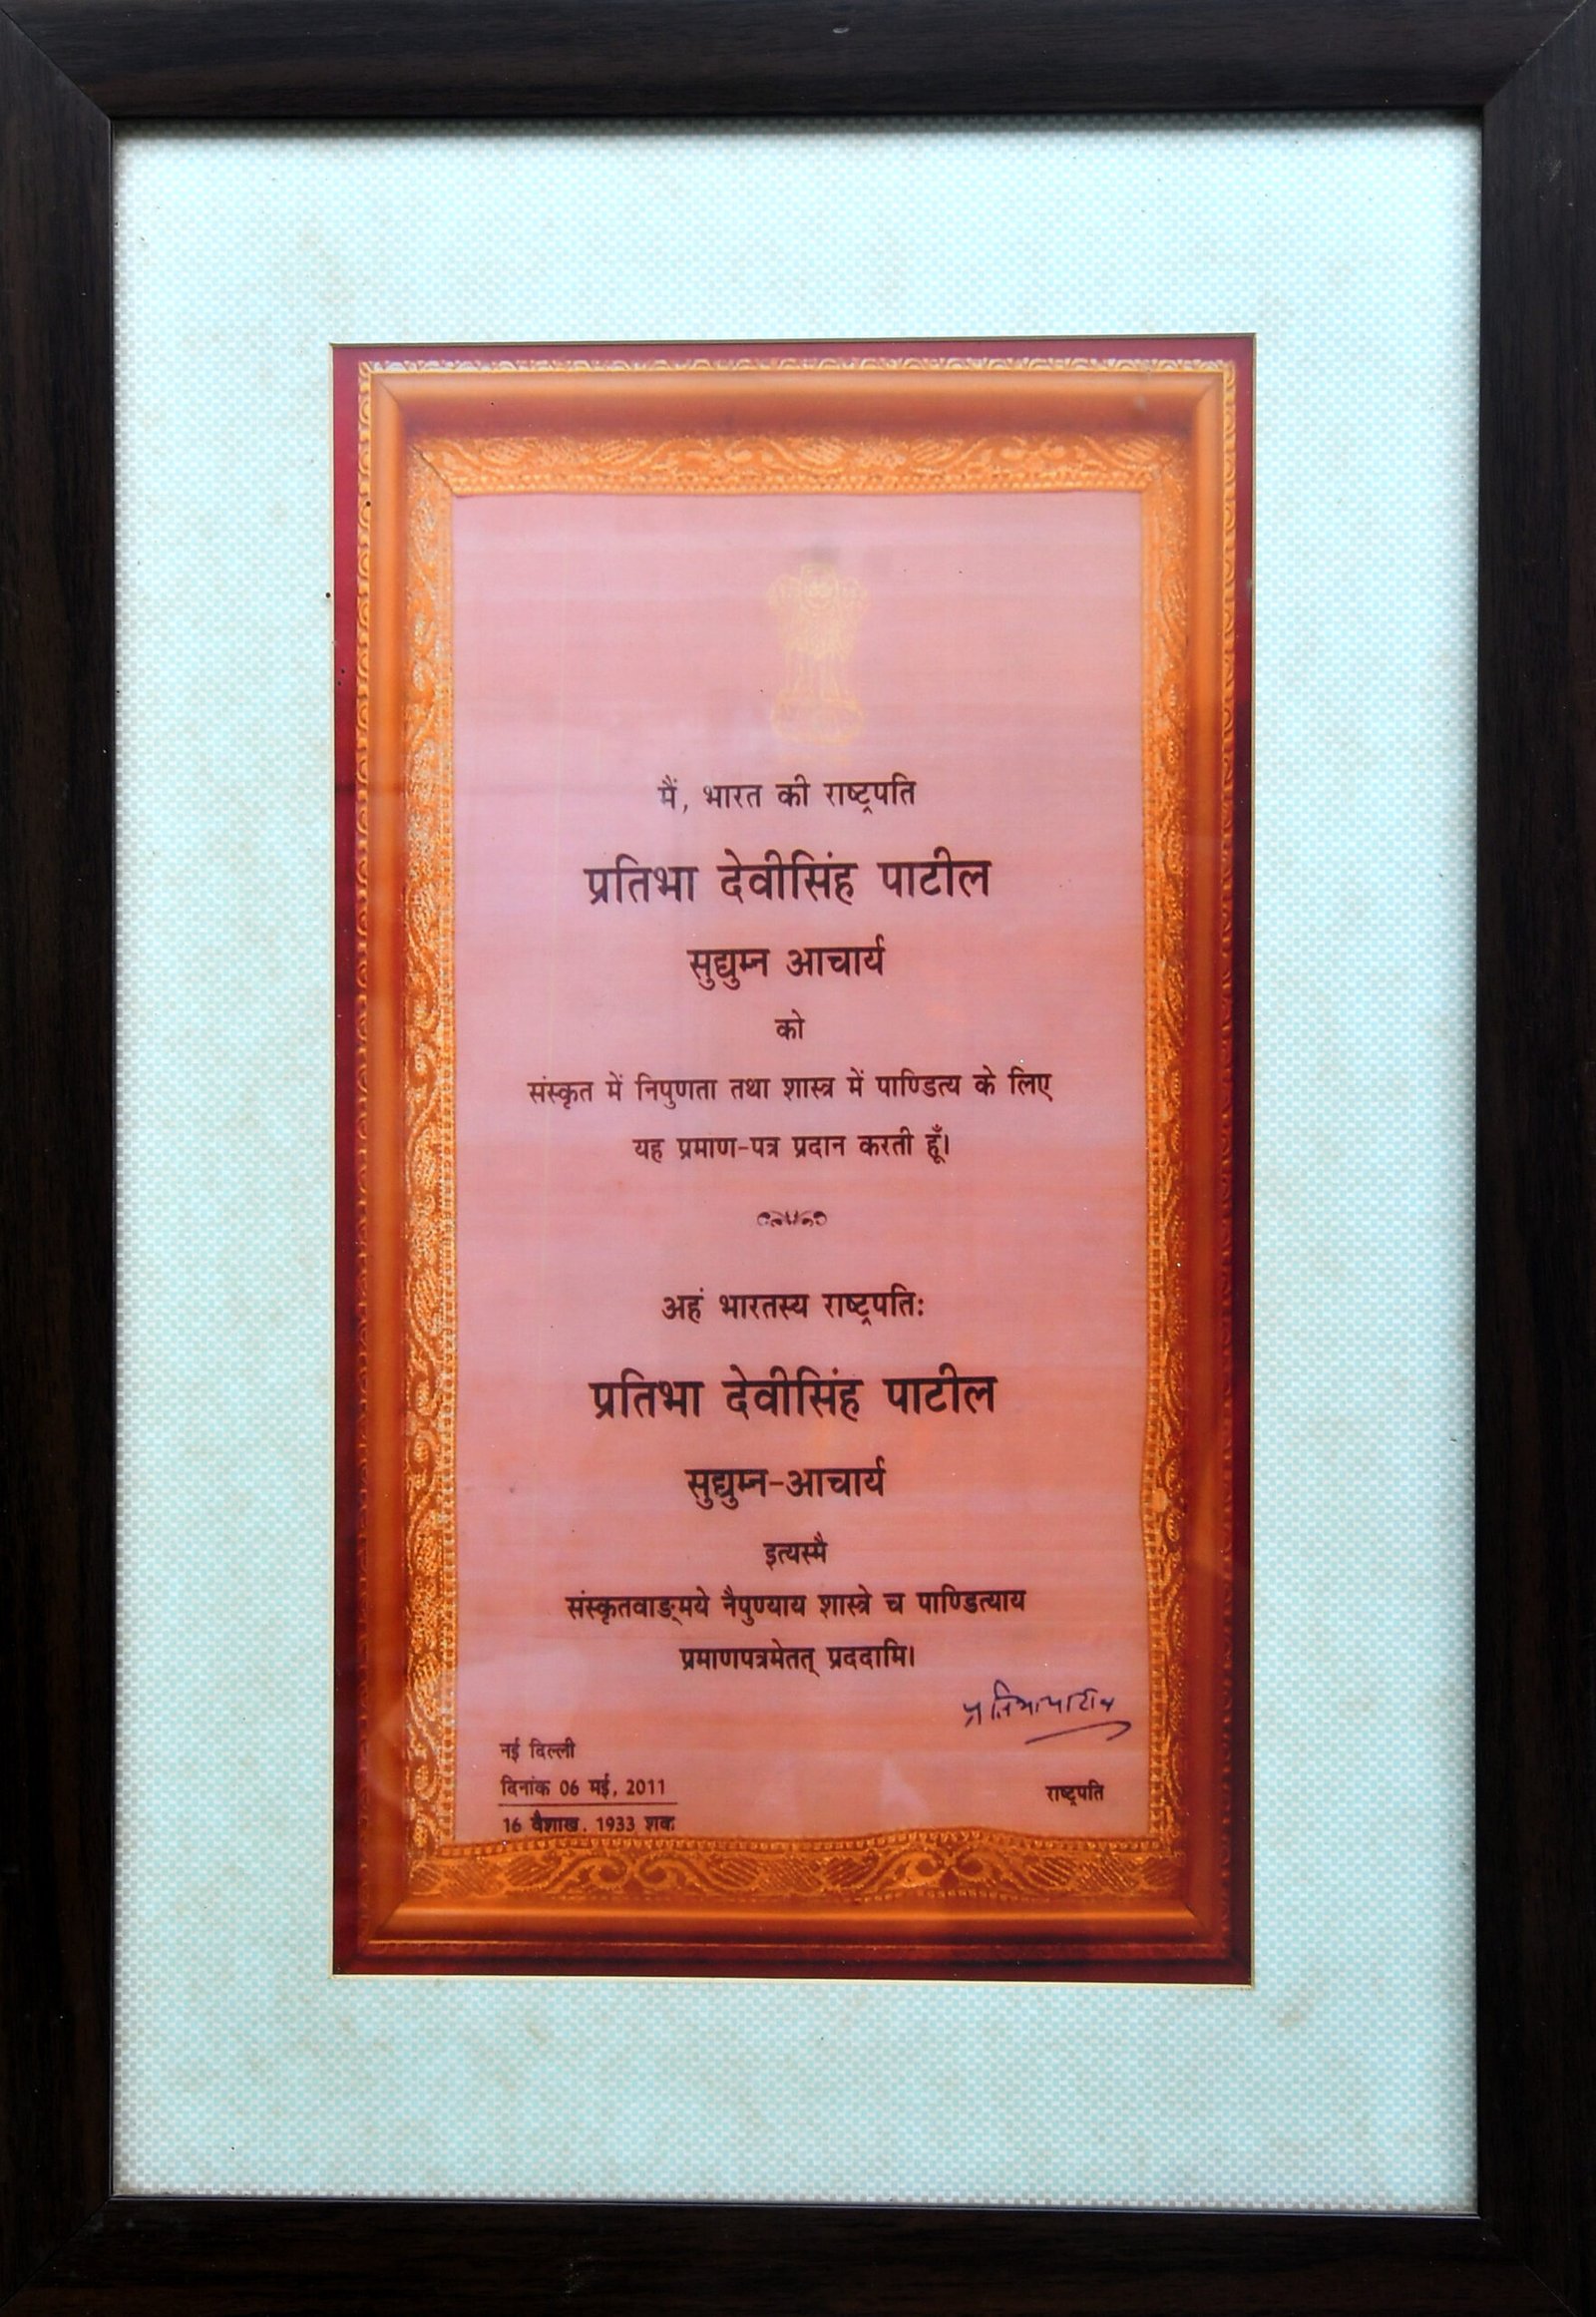 मैं, भारत की राष्ट्रपति
प्रतिभा देवीसिंह पाटील
सुद्युम्न आचार्य
को
संस्कृत में निपुणता तथा शास्त्र में पाण्डित्य के लिए
यह प्रमाण-पत्र प्रदान करती हूँ।
अहं भारतस्य राष्ट्रपतिः
प्रतिभा देवीसिंह पाटील
सुद्युम्न-आचार्य
इत्यस्मै
संस्कृतवाङ्मये नैपुण्याय शास्त्रे च पाण्डित्याय
प्रमाणपत्रमेतत् प्रददामि।
प्रतिभा पाटील
नई दिल्ली
दिनांक 06 मई, 2011
16 वैशाख, 1933 शक
राष्ट्रपति